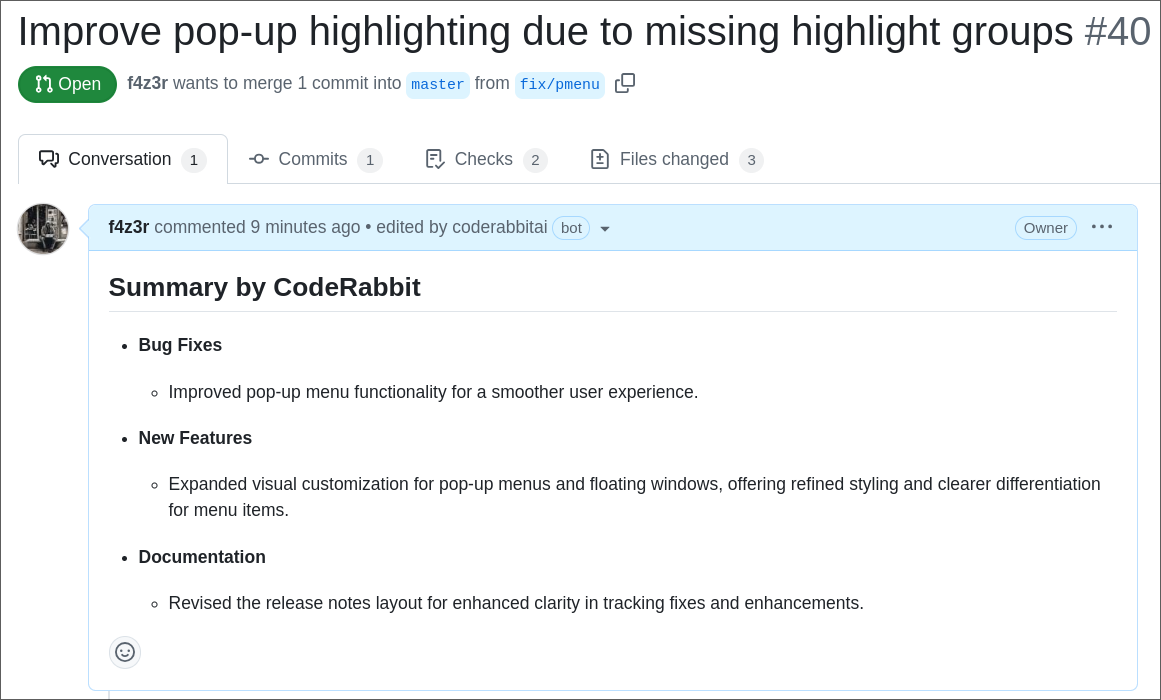 Improve pop-up highlighting due to missing highlight groups #40
Open f4z3r wants to merge 1 commit into master from fix/pmenu
Conversation 1 Commits 1 Checks 2 Files changed 3
f4z3r commented 9 minutes ago • edited by coderabbitai bot Owner
Summary by CodeRabbit
• Bug Fixes
◦ Improved pop-up menu functionality for a smoother user experience.
• New Features
◦ Expanded visual customization for pop-up menus and floating windows, offering refined styling and clearer differentiation
for menu items.
• Documentation
◦ Revised the release notes layout for enhanced clarity in tracking fixes and enhancements.